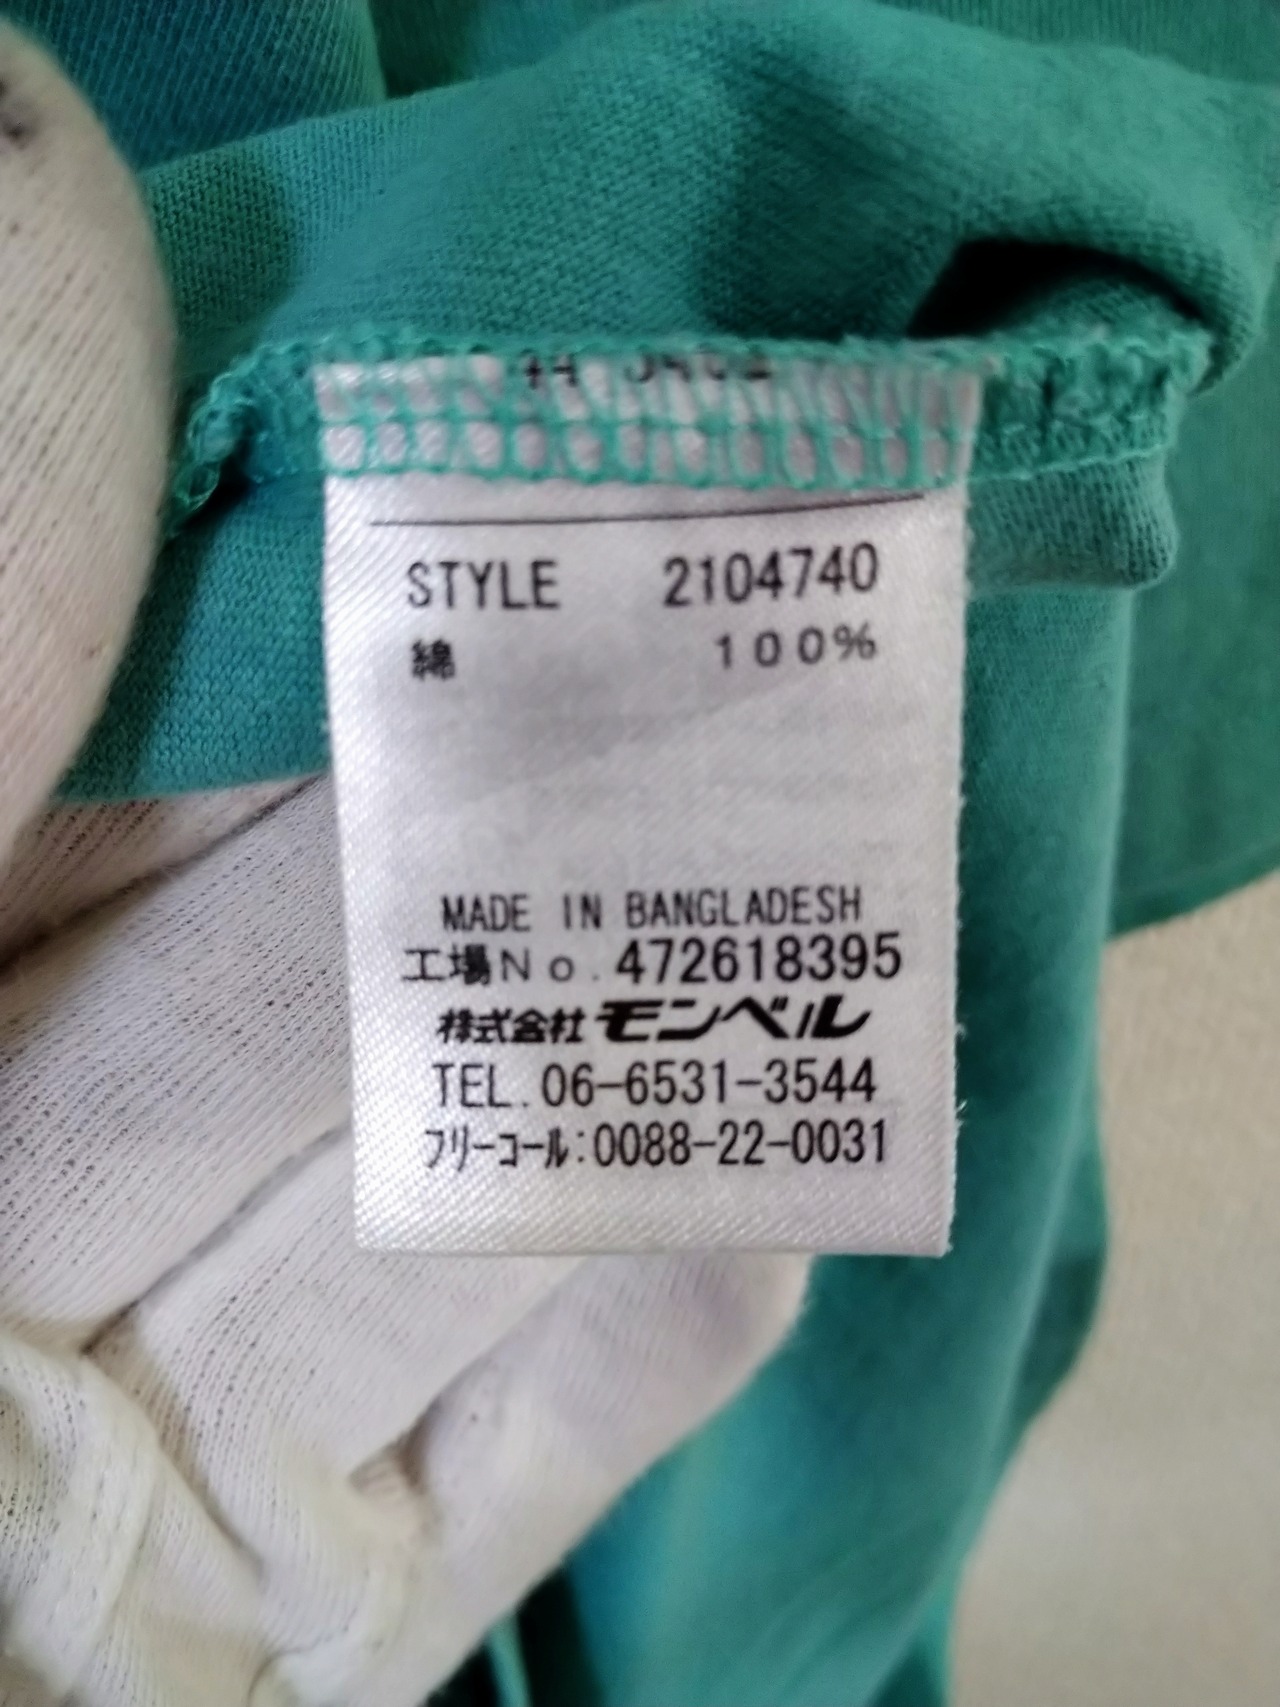 STYLE 2104740
綿 100%
MADE IN BANGLADESH
工場No.472618395
株式会社モンベル
TEL.06-6531-3544
ﾌﾘｰｺｰﾙ:0088-22-0031